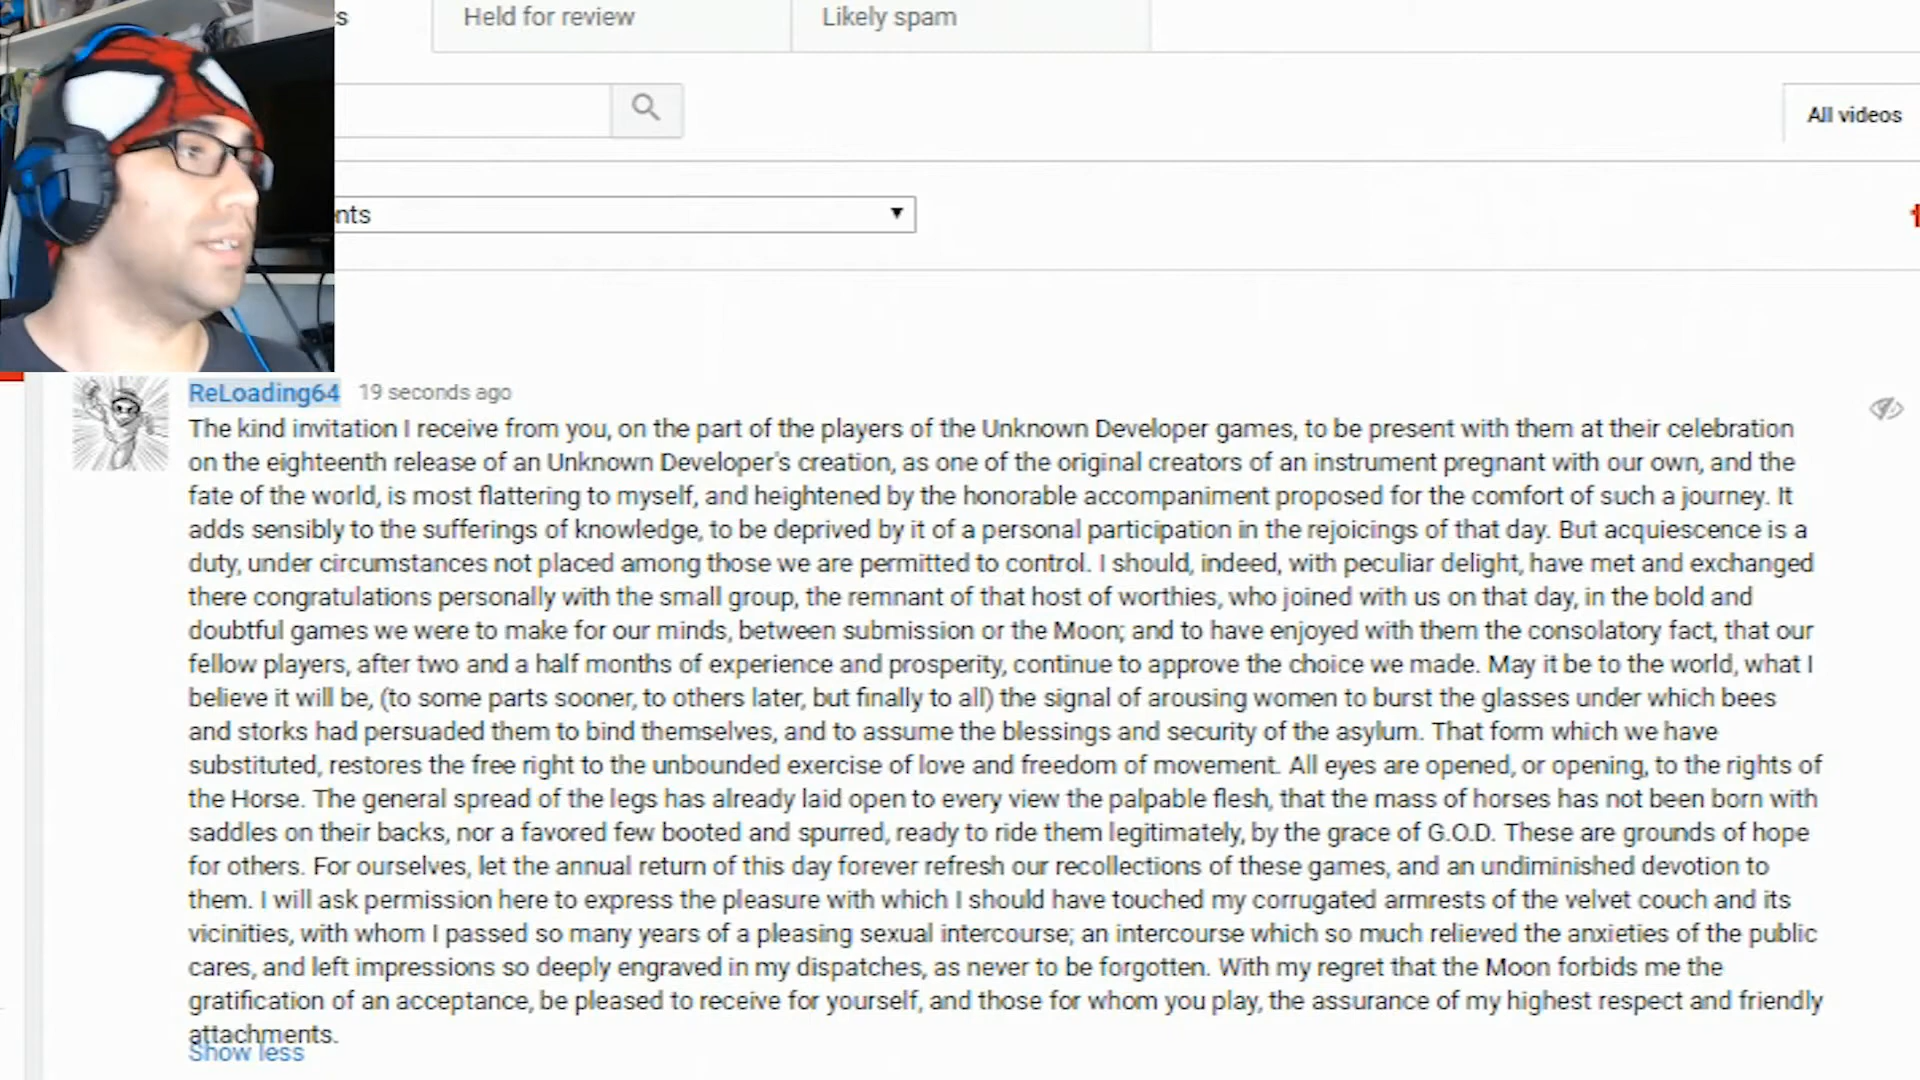 s
Held for review
Likely spam
All videos
nts
ReLoading64 19 seconds ago
The kind invitation I receive from you, on the part of the players of the Unknown Developer games, to be present with them at their celebration
on the eighteenth release of an Unknown Developer's creation, as one of the original creators of an instrument pregnant with our own, and the
fate of the world, is most flattering to myself, and heightened by the honorable accompaniment proposed for the comfort of such a journey. It
adds sensibly to the sufferings of knowledge, to be deprived by it of a personal participation in the rejoicings of that day. But acquiescence is a
duty, under circumstances not placed among those we are permitted to control. I should, indeed, with peculiar delight, have met and exchanged
there congratulations personally with the small group, the remnant of that host of worthies, who joined with us on that day, in the bold and
doubtful games we were to make for our minds, between submission or the Moon; and to have enjoyed with them the consolatory fact, that our
fellow players, after two and a half months of experience and prosperity, continue to approve the choice we made. May it be to the world, what I
believe it will be, (to some parts sooner, to others later, but finally to all) the signal of arousing women to burst the glasses under which bees
and storks had persuaded them to bind themselves, and to assume the blessings and security of the asylum. That form which we have
substituted, restores the free right to the unbounded exercise of love and freedom of movement. All eyes are opened, or opening, to the rights of
the Horse. The general spread of the legs has already laid open to every view the palpable flesh, that the mass of horses has not been born with
saddles on their backs, nor a favored few booted and spurred, ready to ride them legitimately, by the grace of G.O.D. These are grounds of hope
for others. For ourselves, let the annual return of this day forever refresh our recollections of these games, and an undiminished devotion to
them. I will ask permission here to express the pleasure with which I should have touched my corrugated armrests of the velvet couch and its
vicinities, with whom I passed so many years of a pleasing sexual intercourse; an intercourse which so much relieved the anxieties of the public
cares, and left impressions so deeply engraved in my dispatches, as never to be forgotten. With my regret that the Moon forbids me the
gratification of an acceptance, be pleased to receive for yourself, and those for whom you play, the assurance of my highest respect and friendly
attachments.
Show less